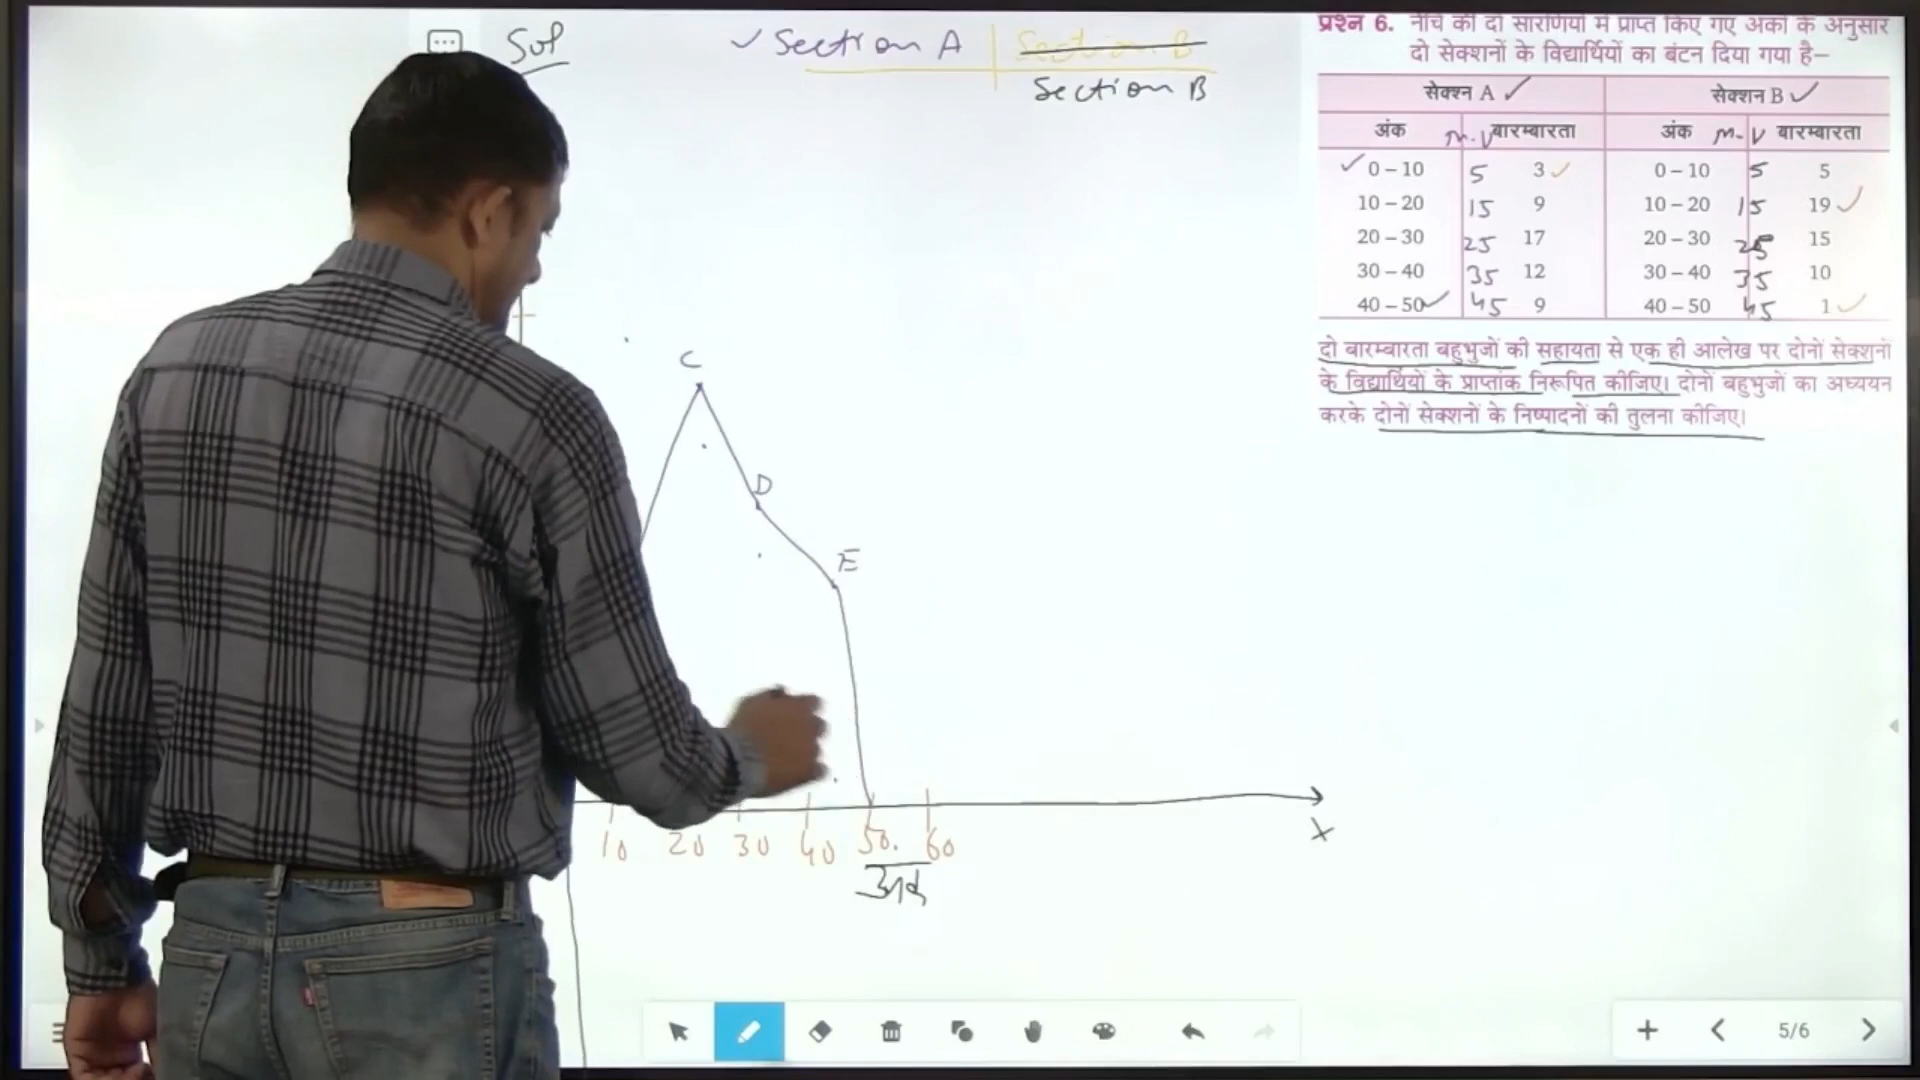 Sol ✓ Section A Section B
Section B
प्रश्न 6. नीचे की दो सारणियों में प्राप्त किए गए अंकों के अनुसार
दो सेक्शनों के विद्यार्थियों का बंटन दिया गया है—
सेक्शन A ✓ सेक्शन B ✓
अंक M.V बारम्बारता अंक M.V बारम्बारता
✓ 0 – 10 5 3 ✓ 0 – 10 5 5
10 – 20 15 9 10 – 20 15 19 ✓
20 – 30 25 17 20 – 30 25 15
30 – 40 35 12 30 – 40 35 10
40 – 50 ✓ 45 9 40 – 50 45 1 ✓
दो बारम्बारता बहुभुजों की सहायता से एक ही आलेख पर दोनों सेक्शनों
के विद्यार्थियों के प्राप्तांक निरूपित कीजिए। दोनों बहुभुजों का अध्ययन
करके दोनों सेक्शनों के निष्पादनों की तुलना कीजिए।
C
D
E
10 20 30 40 50. 60
X
अंक
5/6